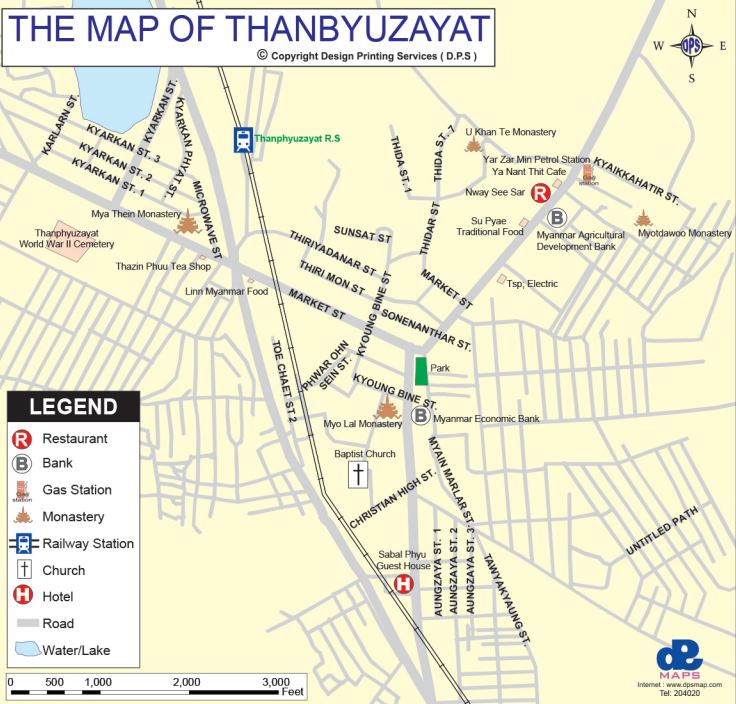 THE MAP OF THANBYUZAYAT
© Copyright Design Printing Services ( D.P.S )
N
W
DPS
E
S
KARLARN ST.
KYARKAN ST.
KYARKAN PHYAT ST.
KYARKAN ST. 3
KYARKAN ST. 2
KYARKAN ST. 1
MICROWAVE ST
Thanphyuzayat R.S
THIDA ST. 1
THIDA ST. 7
U Khan Te Monastery
Yar Zar Min Petrol Station
Ya Nant Thit Cafe
KYAIKKAHATIR ST.
Gas
station
Nway See Sar
R
B
Mya Thein Monastery
Thanphyuzayat
World War II Cemetery
Su Pyae
Traditional Food
Myanmar Agricultural
Development Bank
Myotdawoo Monastery
THIDAR ST
SUNSAT ST
THIRIYADANAR ST
THIRI MON ST
Thazin Phuu Tea Shop
Linn Myanmar Food
MARKET ST
MARKET ST
Tsp; Electric
KYOUNG BINE ST
SONENANTHAR ST.
TOE CHAET ST 2
PHWAR OHN
SEIN ST.
Park
KYOUNG BINE ST.
Myo Lal Monastery
B
Myanmar Economic Bank
Baptist Church
MYAIN MARLAR ST.
CHRISTIAN HIGH ST.
UNTITLED PATH
AUNGZAYA ST. 1
AUNGZAYA ST. 2
AUNGZAYA ST. 3
TAWYAKYAUNG ST.
Sabal Phyu
Guest House
H
LEGEND
R Restaurant
B Bank
Gas
station
Gas Station
Monastery
Railway Station
Church
H Hotel
Road
Water/Lake
0 500 1,000 2,000 3,000
Feet
MAPS
Internet : www.dpsmap.com
Tel: 204020